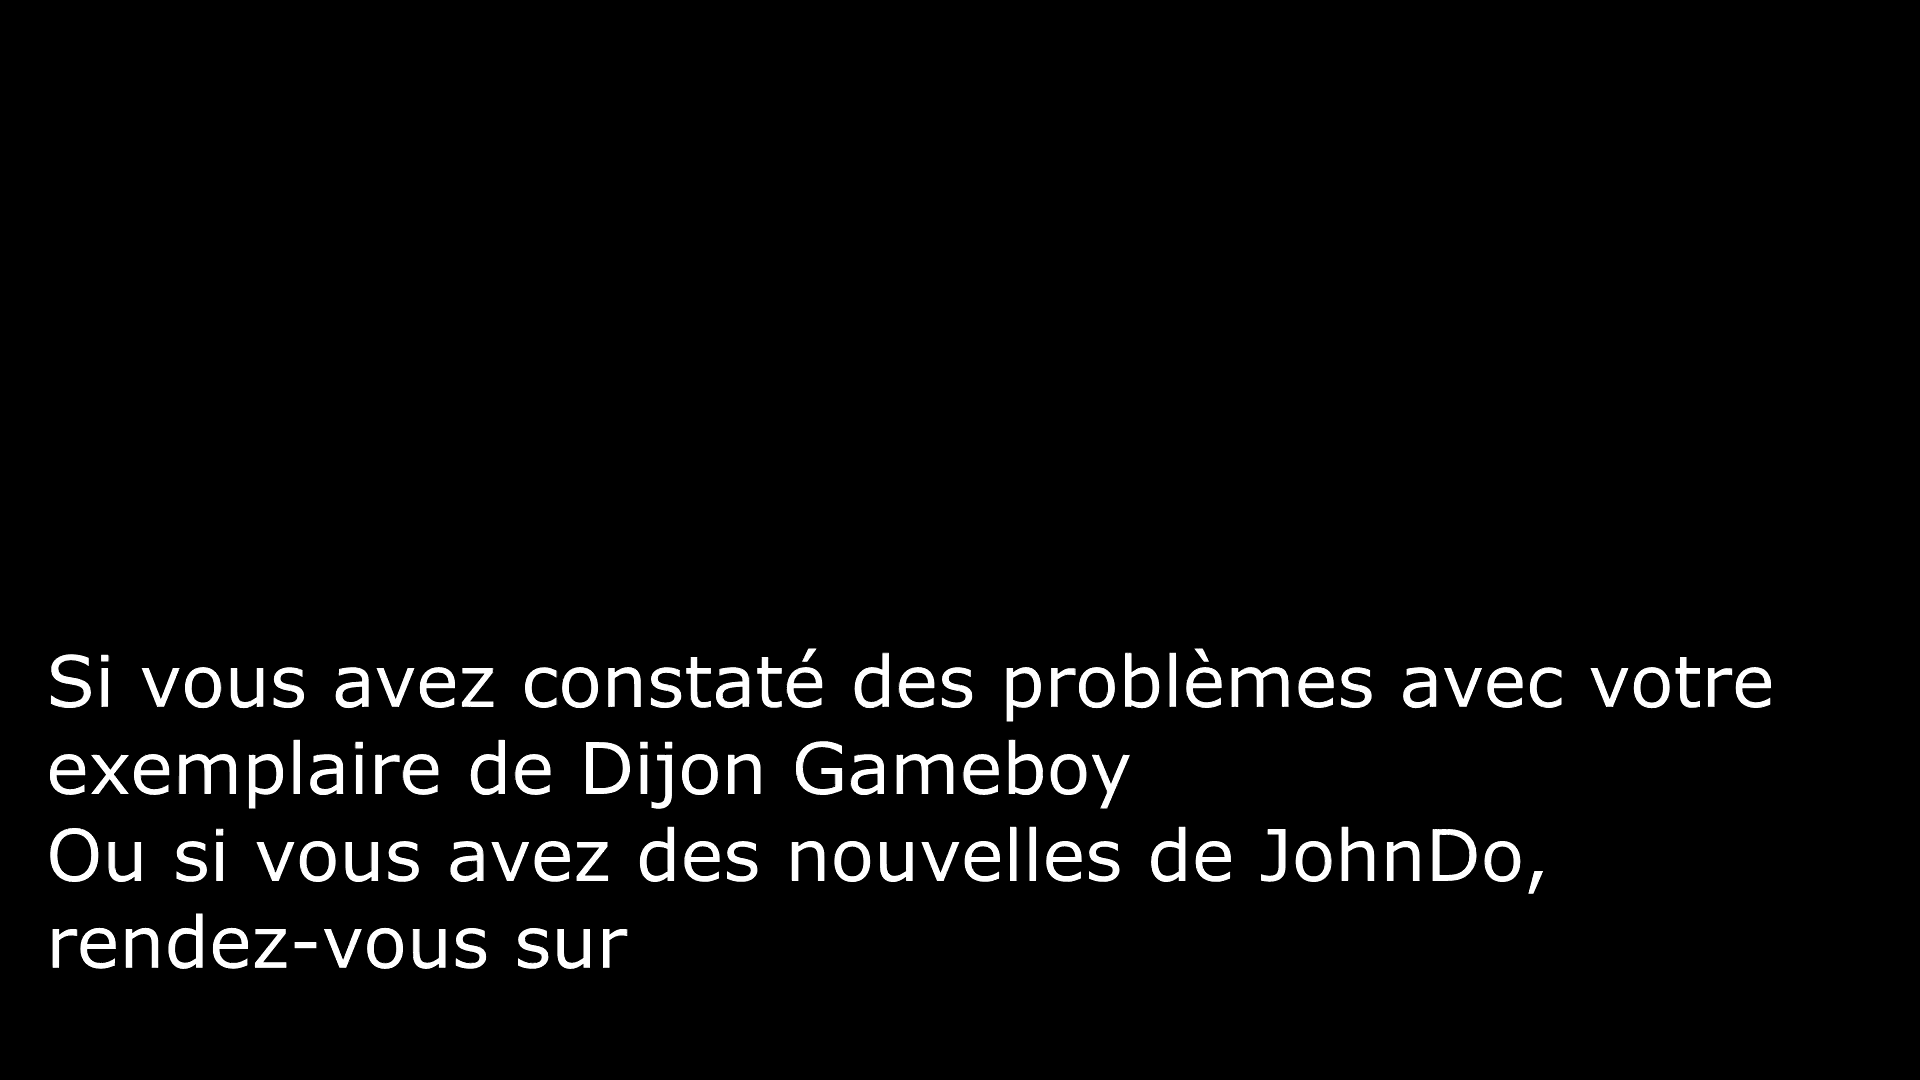 Si vous avez constaté des problèmes avec votre
exemplaire de Dijon Gameboy
Ou si vous avez des nouvelles de JohnDo,
rendez-vous sur